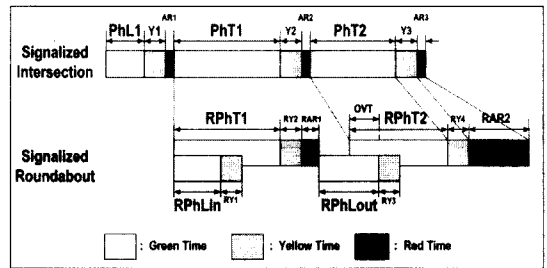 PhL1 Y1 AR1 PhT1 Y2 AR2 PhT2 Y3 AR3
Signalized
Intersection
OVT
RPhT1 RY2 RAR1 RPhT2 RY4 RAR2
Signalized
Roundabout
RPhLin RY1 RPhLout RY3
: Green Time : Yellow Time : Red Time